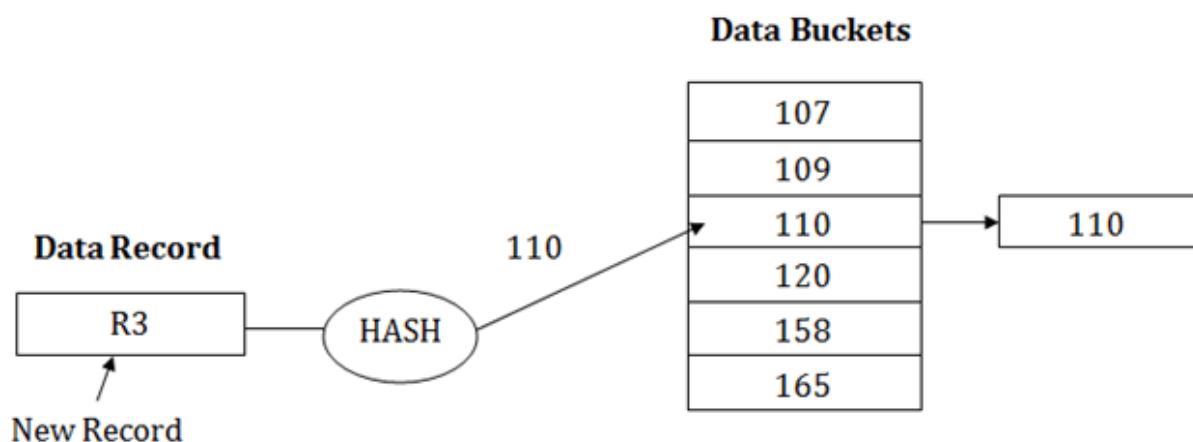 Data Buckets
107
109
110
110
120
158
165
Data Record
110
R3
HASH
New Record